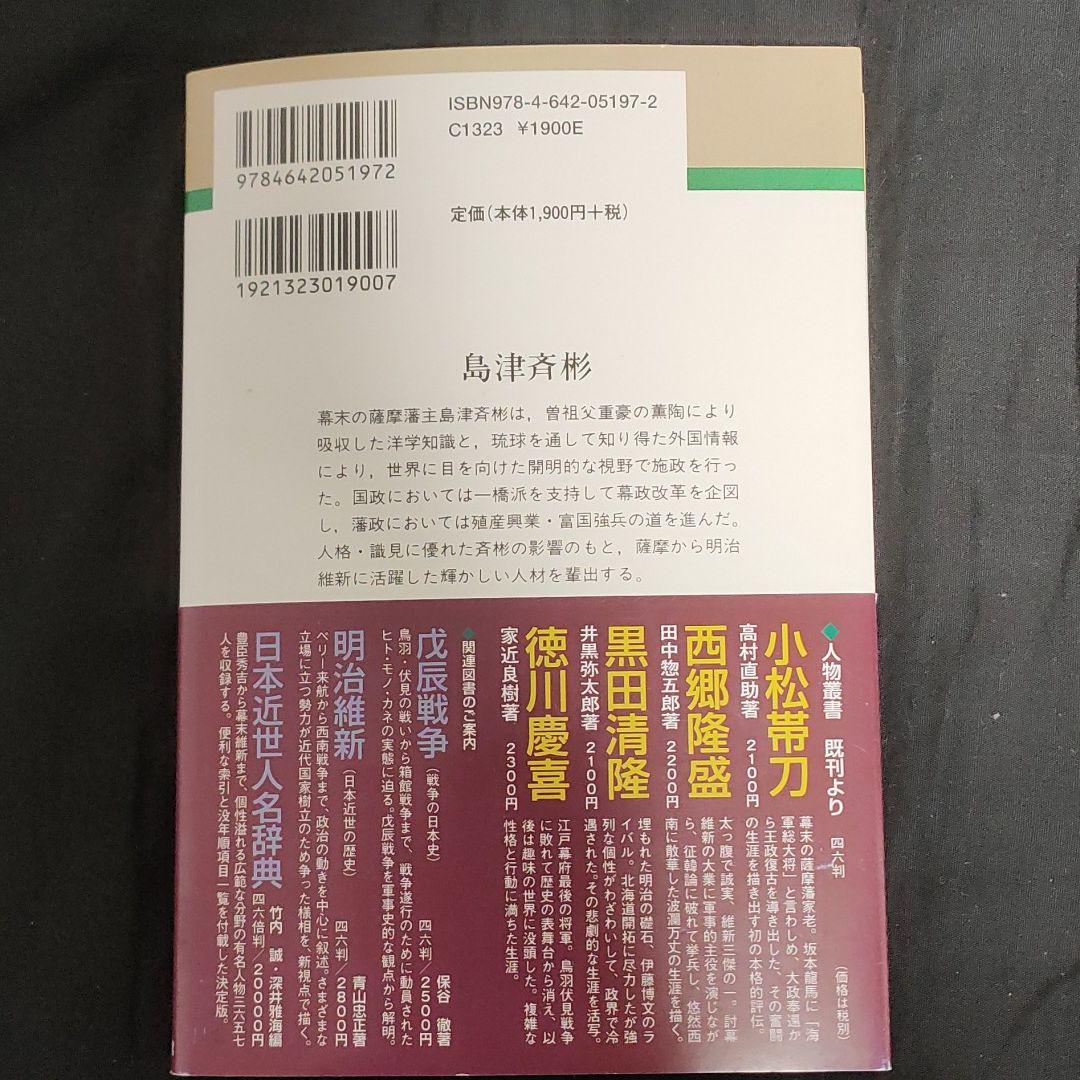 ISBN978-4-642-05197-2
C1323 ¥1900E
9784642051972
定価(本体1,900円+税)
1921323019007
島津斉彬
幕末の薩摩藩主島津斉彬は，曽祖父重豪の薫陶により
吸収した洋学知識と，琉球を通して知り得た外国情報
により，世界に目を向けた開明的な視野で施政を行っ
た。国政においては一橋派を支持して幕政改革を企図
し，藩政においては殖産興業・富国強兵の道を進んだ。
人格・識見に優れた斉彬の影響のもと，薩摩から明治
維新に活躍した輝かしい人材を輩出する。
◆人物叢書 既刊より 四六判 (価格は税別)
小松帯刀
高村直助著 2100円
幕末の薩摩藩家老。坂本龍馬に「海
軍総大将」と言わしめ、大政奉還か
ら王政復古を導き出した、その奮闘
の生涯を描き出す初の本格的評伝。
西郷隆盛
田中惣五郎著 2200円
太っ腹で誠実、維新三傑の一。討幕
維新の大業に軍事的主役を演じなが
ら、征韓論に破れて挙兵し、悠然西
南に散華した波瀾万丈の生涯を描く。
黒田清隆
井黒弥太郎著 2100円
埋もれた明治の礎石、伊藤博文のラ
イバル。北海道開拓に尽力したが強
列な個性がわざわいして、政界で冷
遇された。その悲劇的な生涯を活写。
徳川慶喜
家近良樹著 2300円
江戸幕府最後の将軍。鳥羽伏見戦争
に敗れて歴史の表舞台から消え、以
後は趣味の世界に没頭した。複雑な
性格と行動に満ちた生涯。
◆関連図書のご案内
戊辰戦争 (戦争の日本史) 保谷 徹著
四六判/2500円
鳥羽・伏見の戦いから箱館戦争まで、戦争遂行のために動員された
ヒト・モノ・カネの実態に迫る。戊辰戦争を軍事史的な観点から解明。
明治維新 (日本近世の歴史) 青山忠正著
四六判/2800円
ペリー来航から西南戦争まで、政治の動きを中心に叙述。さまざまな
立場に立つ勢力が近代国家樹立のため争った様相を、新視点で描く。
日本近世人名辞典 竹内 誠・深井雅海編
四六倍判/20000円
豊臣秀吉から幕末維新まで、個性溢れる広範な分野の有名人物三六五七
人を収録する。便利な索引と没年順項目一覧を付載した決定版。